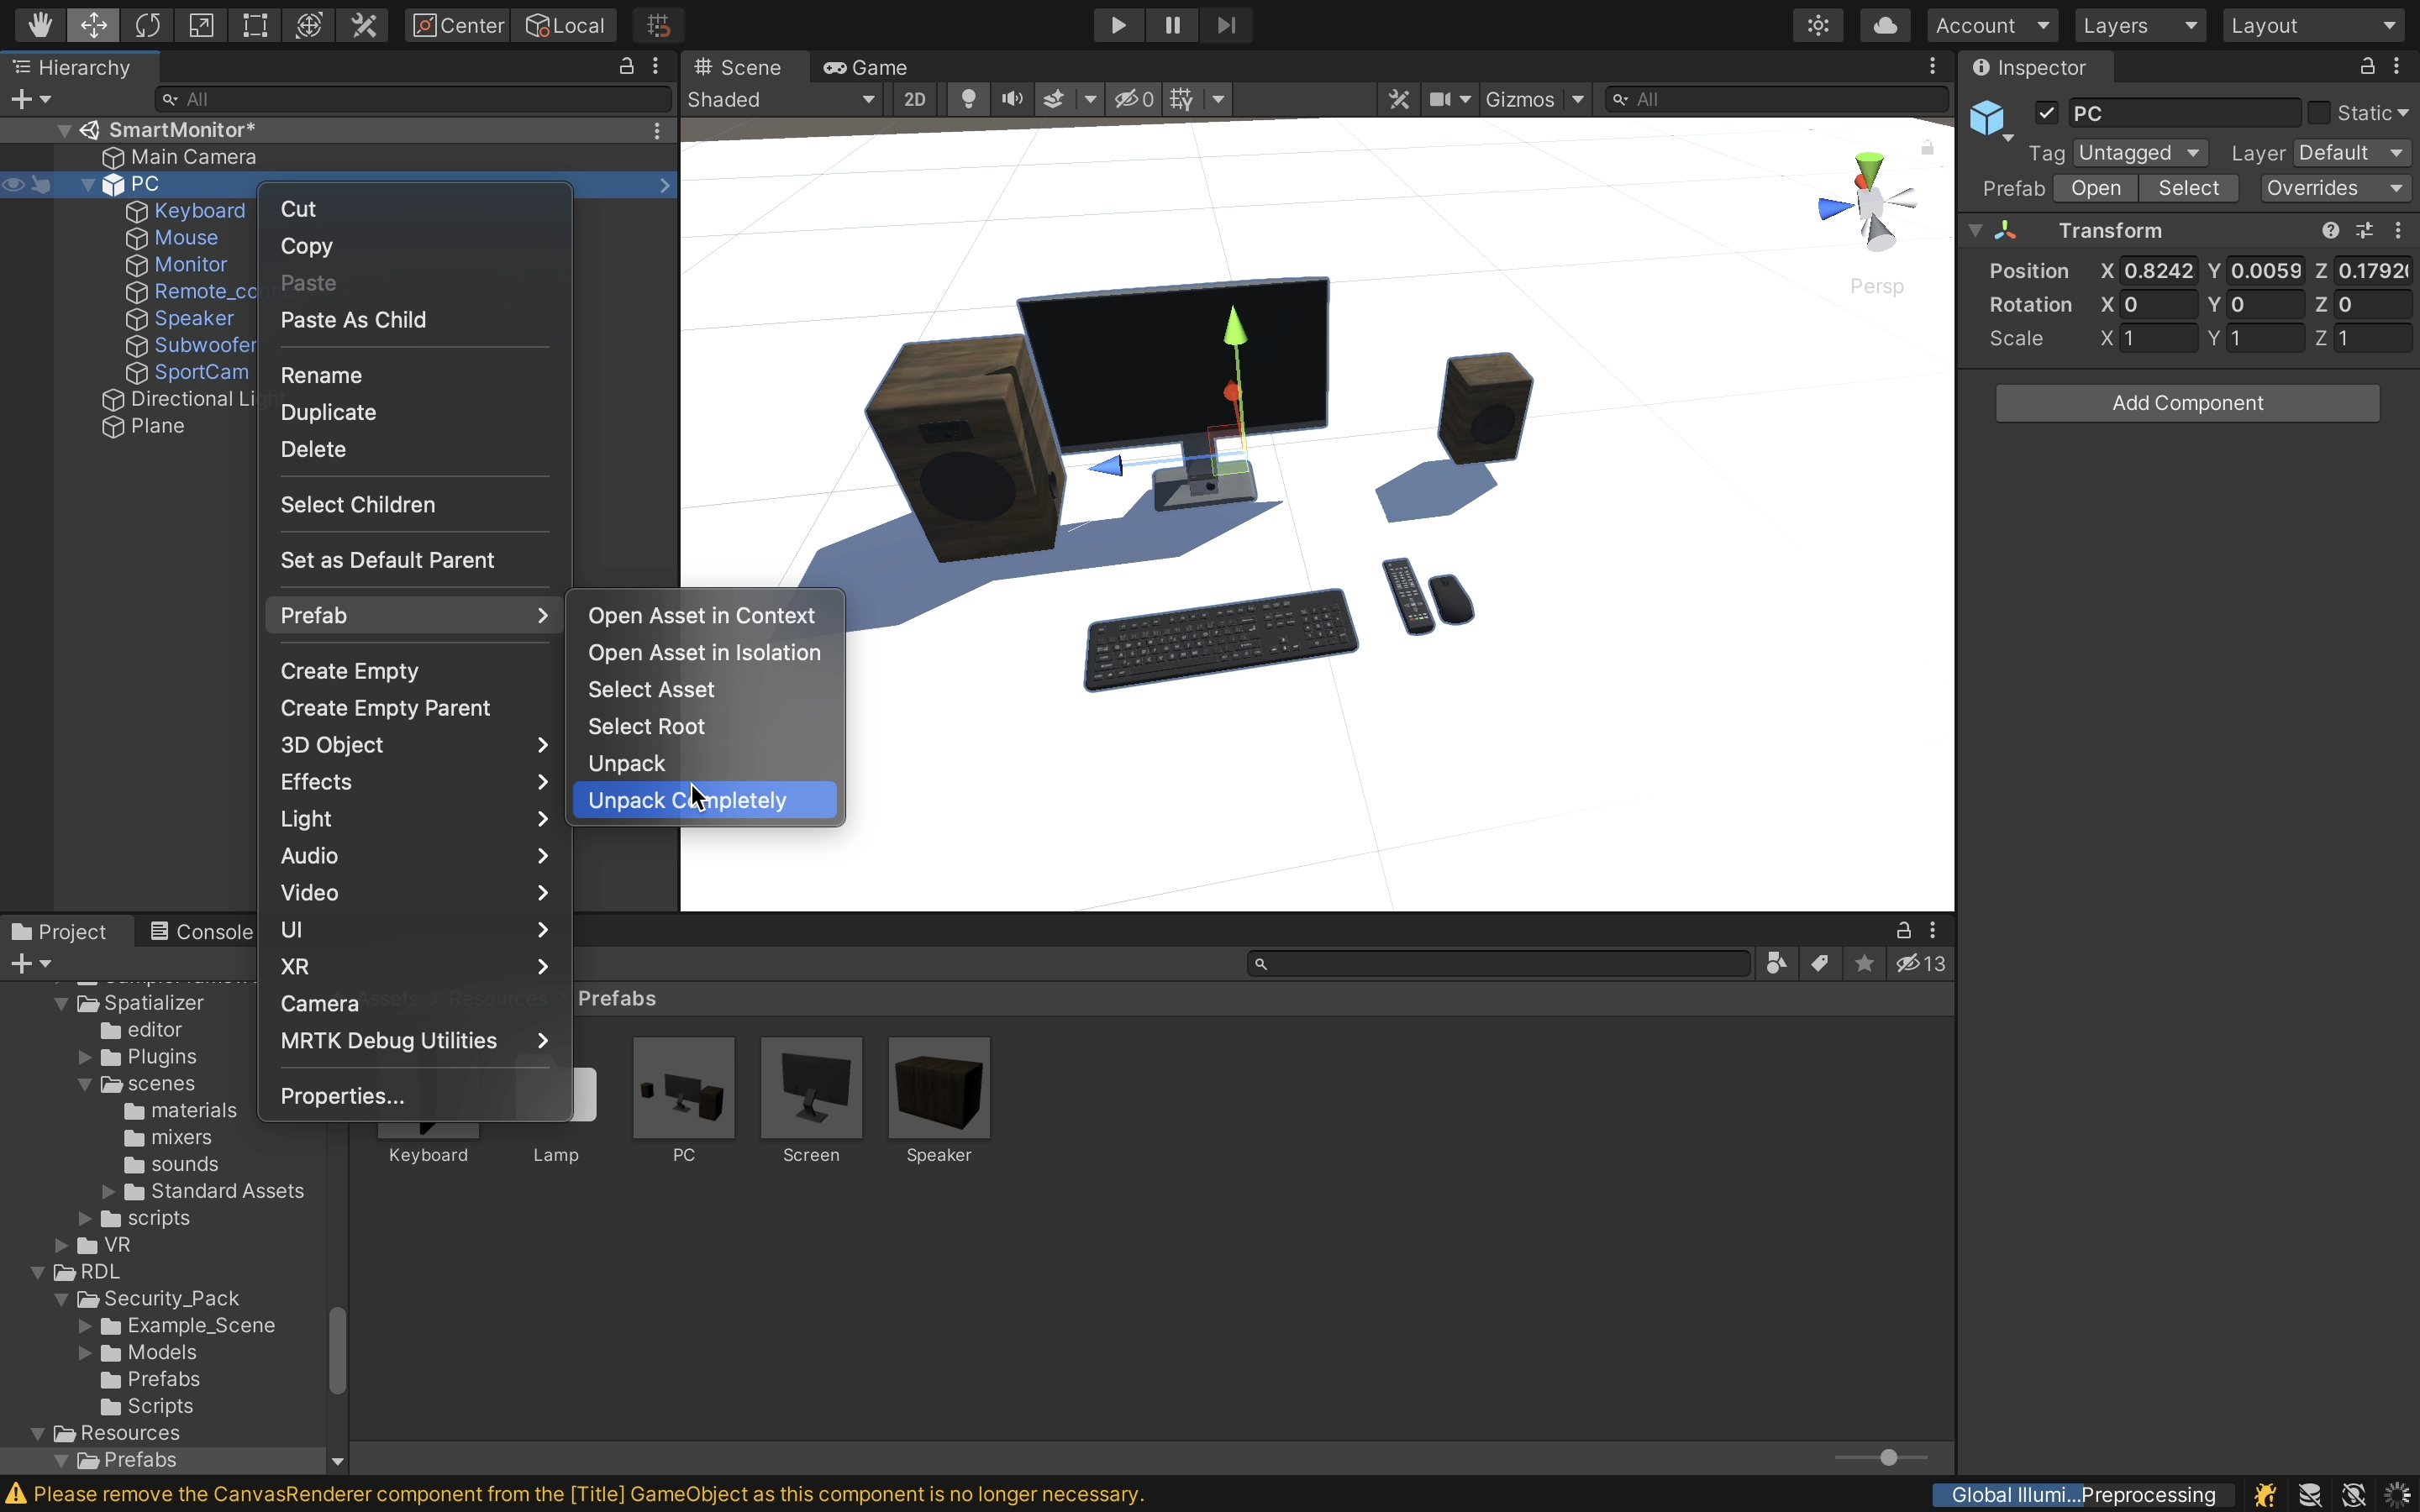 Center
Local
Account
Layers
Layout
Hierarchy
All
SmartMonitor*
Main Camera
PC
Keyboard
Mouse
Monitor
Speaker
Subwoofer
SportCam
Directional
Plane
Cut
Copy
Paste
Paste As Child
Rename
Duplicate
Delete
Select Children
Set as Default Parent
Prefab
Create Empty
Create Empty Parent
3D Object
Effects
Light
Audio
Video
UI
XR
Camera
MRTK Debug Utilities
Properties...
Open Asset in Context
Open Asset in Isolation
Select Asset
Select Root
Unpack
Unpack Completely
Scene
Game
Shaded
2D
0
Gizmos
All
Persp
Inspector
PC
Static
Tag Untagged
Layer Default
Prefab Open Select Overrides
Transform
Position X 0.8242 Y 0.0059 Z 0.1792
Rotation X 0 Y 0 Z 0
Scale X 1 Y 1 Z 1
Add Component
Project
Console
13
Assets Resources Prefabs
Spatializer
editor
Plugins
scenes
materials
mixers
sounds
Standard Assets
scripts
VR
RDL
Security_Pack
Example_Scene
Models
Prefabs
Scripts
Resources
Prefabs
Keyboard
Lamp
PC
Screen
Speaker
Please remove the CanvasRenderer component from the [Title] GameObject as this component is no longer necessary.
Global Illumi...Preprocessing